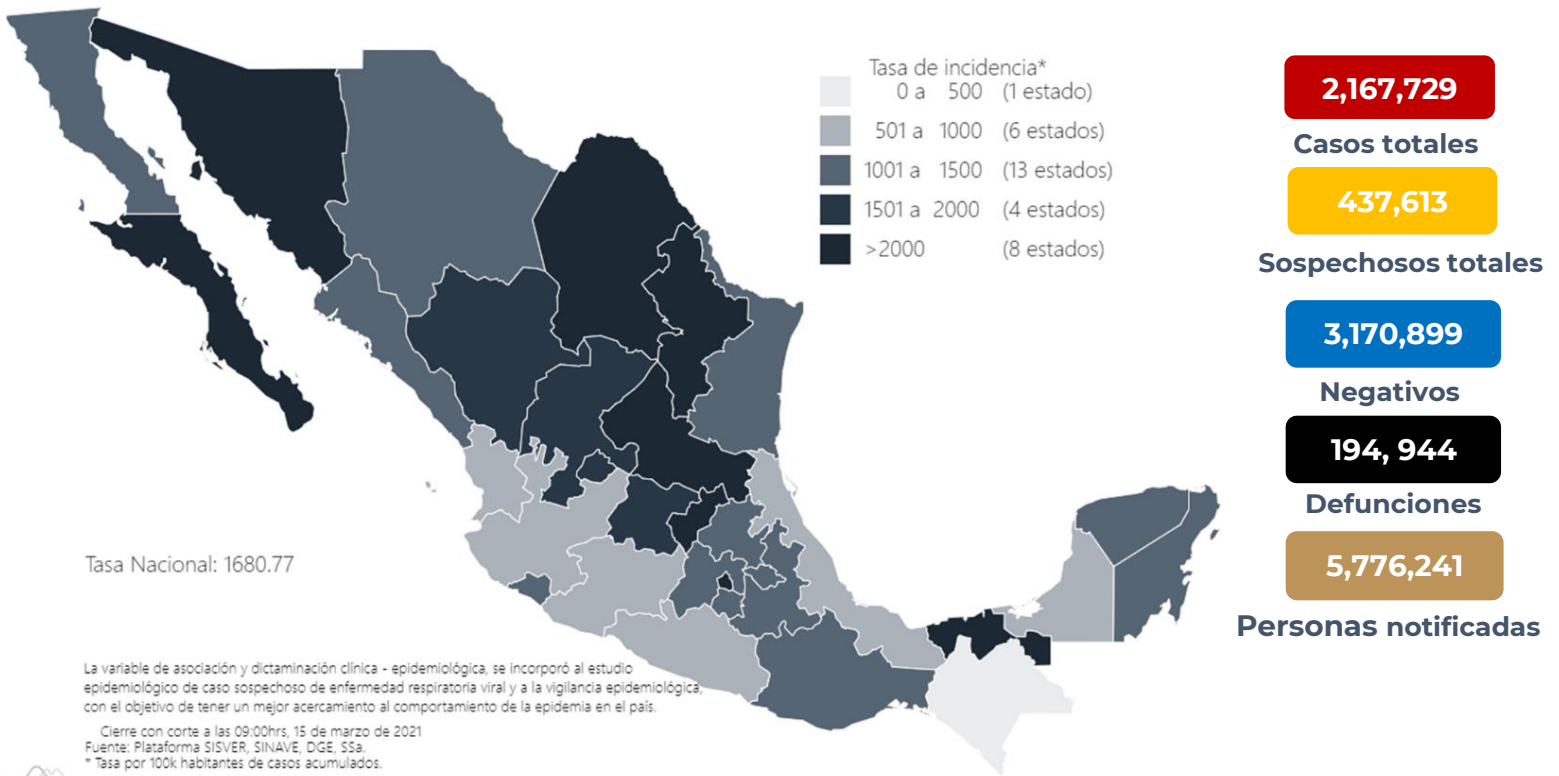 Tasa de incidencia*
0 a 500 (1 estado)
501 a 1000 (6 estados)
1001 a 1500 (13 estados)
1501 a 2000 (4 estados)
>2000 (8 estados)
2,167,729
Casos totales
437,613
Sospechosos totales
3,170,899
Negativos
194, 944
Defunciones
5,776,241
Personas notificadas
Tasa Nacional: 1680.77
La variable de asociación y dictaminación clínica - epidemiológica, se incorporó al estudio
epidemiológico de caso sospechoso de enfermedad respiratoria viral y a la vigilancia epidemiológica,
con el objetivo de tener un mejor acercamiento al comportamiento de la epidemia en el país.
Cierre con corte a las 09:00hrs, 15 de marzo de 2021
Fuente: Plataforma SISVER, SINAVE, DGE, SSa.
* Tasa por 100k habitantes de casos acumulados.